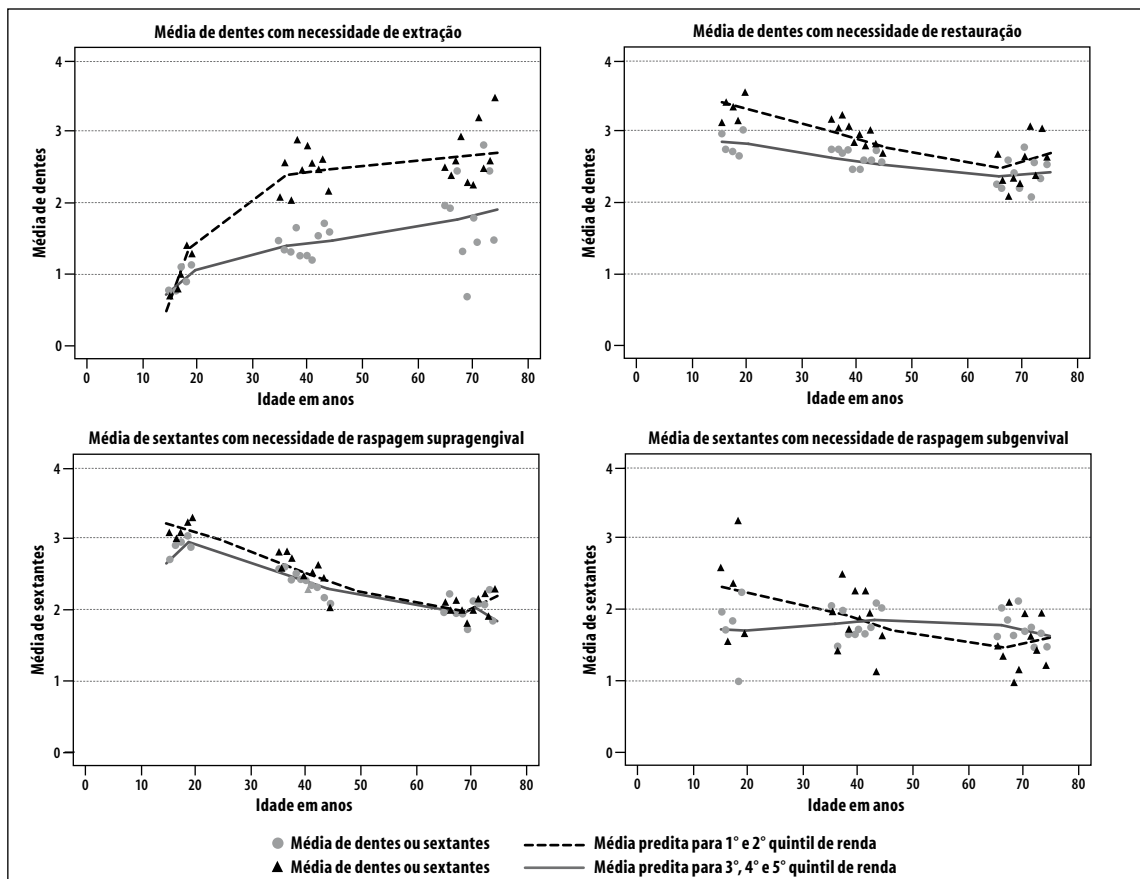 Média de dentes com necessidade de extração
4
3
2
1
0
Média de dentes
0 10 20 30 40 50 60 70 80
Idade em anos
Média de dentes com necessidade de restauração
4
3
2
1
0
Média de dentes
0 10 20 30 40 50 60 70 80
Idade em anos
Média de sextantes com necessidade de raspagem supragengival
4
3
2
1
0
Média de sextantes
0 10 20 30 40 50 60 70 80
Idade em anos
Média de sextantes com necessidade de raspagem subgenvival
4
3
2
1
0
Média de sextantes
0 10 20 30 40 50 60 70 80
Idade em anos
Média de dentes ou sextantes
Média predita para 1° e 2° quintil de renda
Média de dentes ou sextantes
Média predita para 3°, 4° e 5° quintil de renda